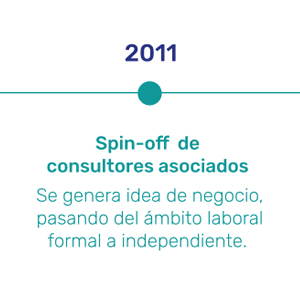 2011
Spin-off de
consultores asociados
Se genera idea de negocio,
pasando del ámbito laboral
formal a independiente.